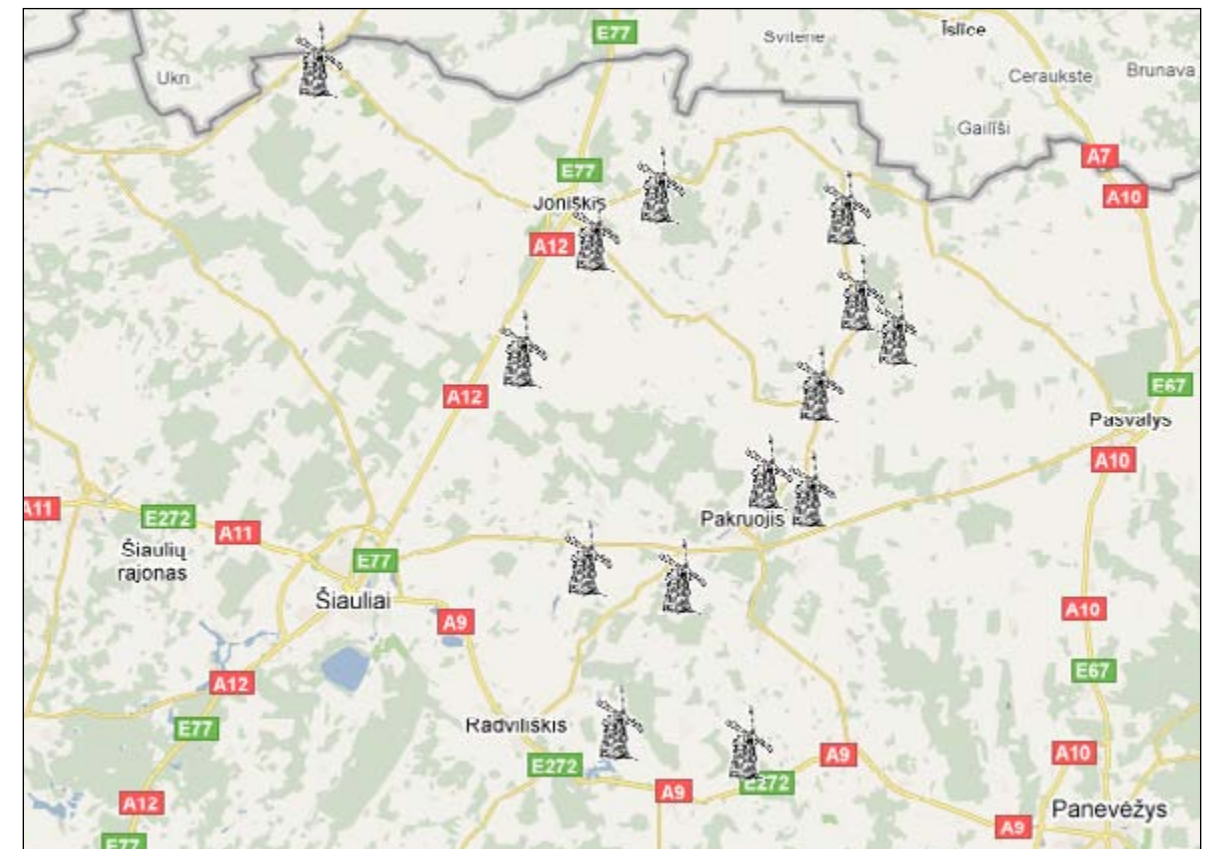 E77
Svitene
Īslīce
Ukn
Ceraukste
Brunava
Gailīši
A7
E77
A10
Joniškis
A12
A12
E67
Pasvalys
A10
A11
E272
A11
Pakruojis
Šiaulių
rajonas
E77
Šiauliai
A9
A10
E67
A12
Radviliškis
E77
A9
A10
E272
E272
A9
A12
Panevėžys
A9
E77